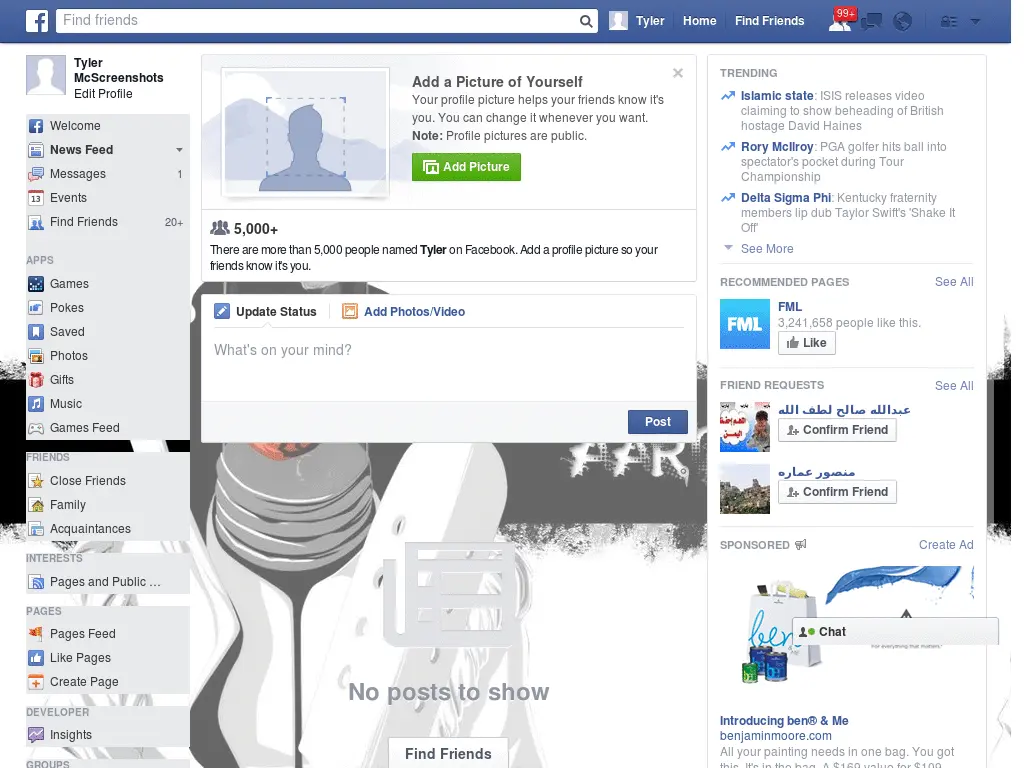 Find friends
Tyler
Home
Find Friends
99+
Tyler
McScreenshots
Edit Profile
Welcome
News Feed
Messages 1
13 Events
Find Friends 20+
APPS
Games
Pokes
Saved
Photos
Gifts
Music
Games Feed
FRIENDS
Close Friends
Family
Acquaintances
INTERESTS
Pages and Public ...
PAGES
Pages Feed
Like Pages
Create Page
DEVELOPER
Insights
GROUPS
Add a Picture of Yourself
Your profile picture helps your friends know it's
you. You can change it whenever you want.
Note: Profile pictures are public.
Add Picture
5,000+
There are more than 5,000 people named Tyler on Facebook. Add a profile picture so your
friends know it's you.
Update Status
Add Photos/Video
What's on your mind?
Post
No posts to show
Find Friends
TRENDING
Islamic state: ISIS releases video
claiming to show beheading of British
hostage David Haines
Rory McIlroy: PGA golfer hits ball into
spectator's pocket during Tour
Championship
Delta Sigma Phi: Kentucky fraternity
members lip dub Taylor Swift's 'Shake It
Off'
See More
RECOMMENDED PAGES See All
FML
FML
3,241,658 people like this.
Like
FRIEND REQUESTS See All
عبدالله صالح لطف الله
Confirm Friend
منصور عماره
Confirm Friend
SPONSORED Create Ad
ben
Chat
Introducing ben® & Me
benjaminmoore.com
All your painting needs in one bag. You got
this. It's in the bag. A $169 value for $109.